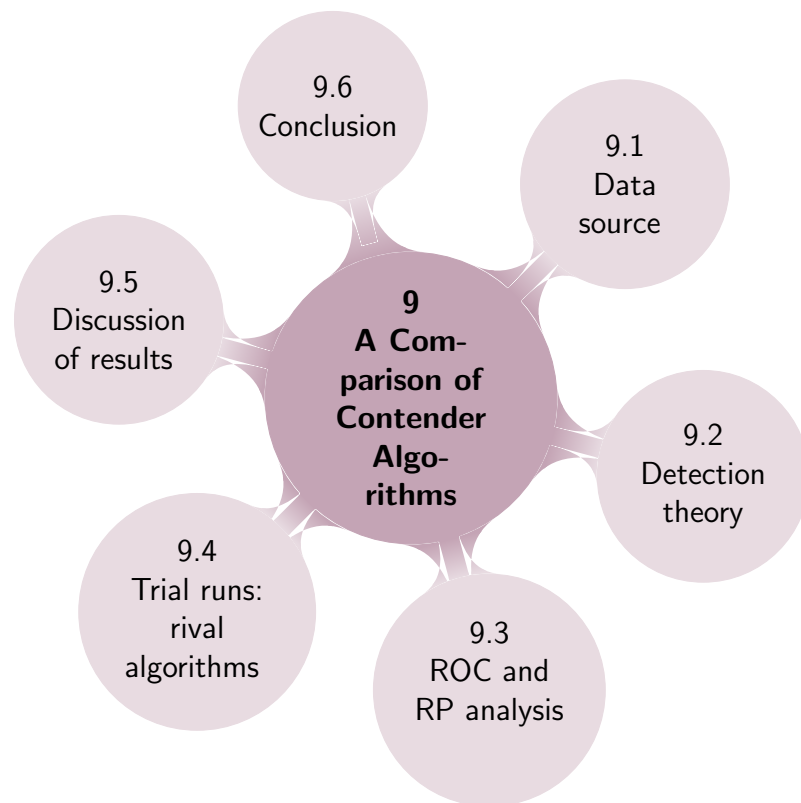 9
A Com-
parison of
Contender
Algo-
rithms
9.1
Data
source
9.2
Detection
theory
9.3
ROC and
RP analysis
9.4
Trial runs:
rival
algorithms
9.5
Discussion
of results
9.6
Conclusion